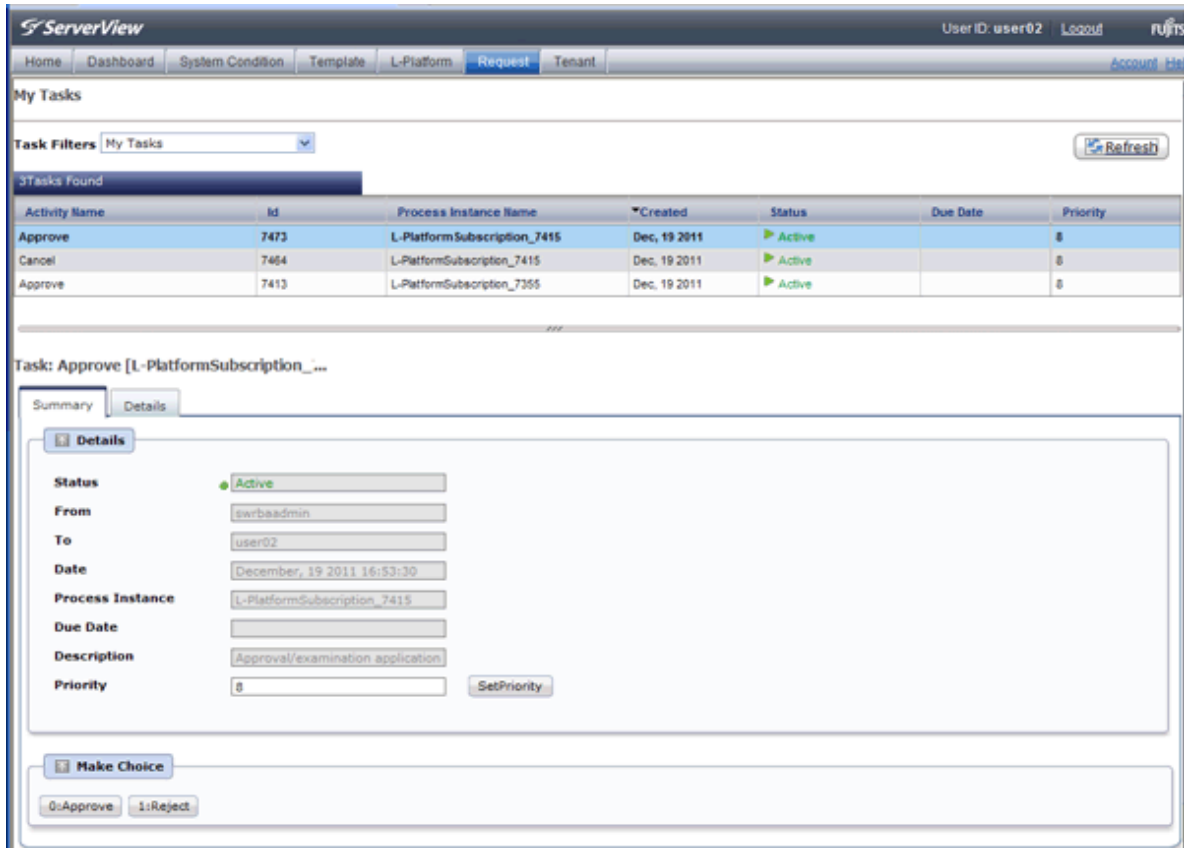 ServerView User ID: user02 Logout
Home Dashboard System Condition Template L-Platform Request Tenant Account
My Tasks
Task Filters My Tasks Refresh
3Tasks Found
Activity Name Id Process Instance Name Created Status Due Date Priority
Approve 7473 L-PlatformSubscription_7415 Dec, 19 2011 Active 8
Cancel 7464 L-PlatformSubscription_7415 Dec, 19 2011 Active 8
Approve 7413 L-PlatformSubscription_7355 Dec, 19 2011 Active 8
Task: Approve [L-PlatformSubscription_...
Summary Details
Details
Status Active
From swrbaadmin
To user02
Date December, 19 2011 16:53:30
Process Instance L-PlatformSubscription_7415
Due Date
Description Approval/examination application
Priority 8 SetPriority
Make Choice
0:Approve 1:Reject